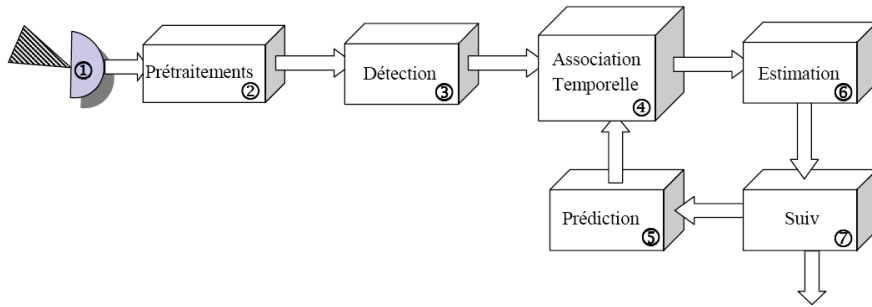 ①
Prétraitements
②
Détection
③
Association
Temporelle
④
Estimation
⑥
Prédiction
⑤
Suiv
⑦